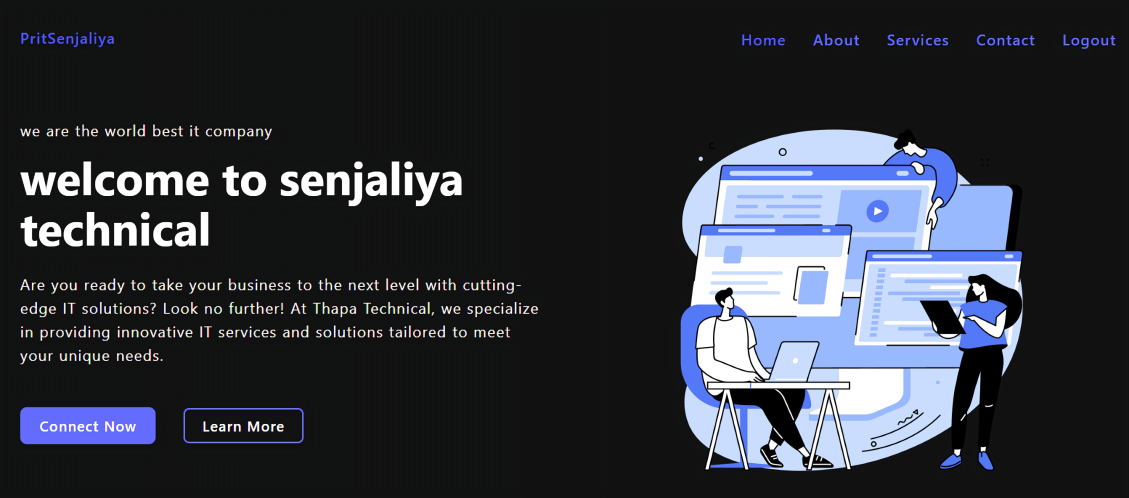 PritSenjaliya
Home About Services Contact Logout
we are the world best it company
welcome to senjaliya
technical
Are you ready to take your business to the next level with cutting-
edge IT solutions? Look no further! At Thapa Technical, we specialize
in providing innovative IT services and solutions tailored to meet
your unique needs.
Connect Now Learn More